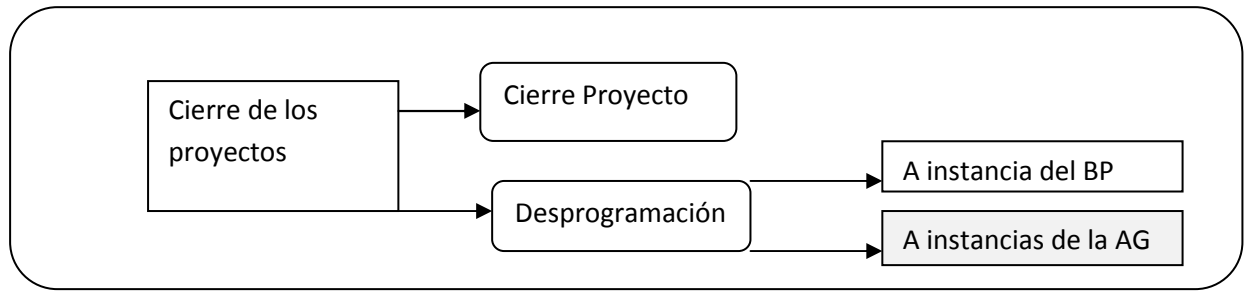 Cierre de los
proyectos
Cierre Proyecto
Desprogramación
A instancia del BP
A instancias de la AG